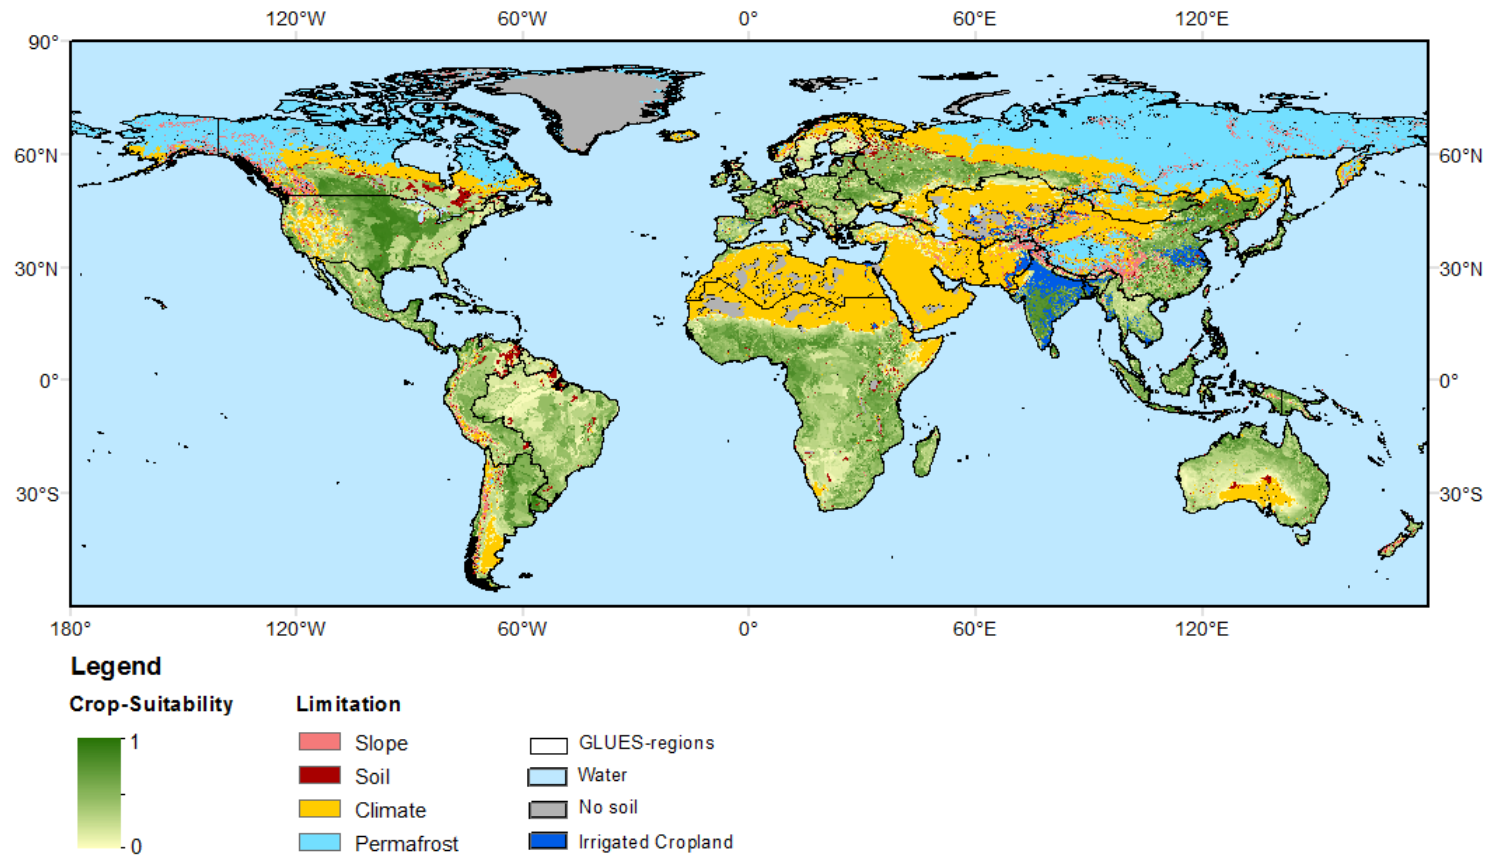 120°W 60°W 0° 60°E 120°E
90°
60°N 60°N
30°N 30°N
0° 0°
30°S 30°S
180° 120°W 60°W 0° 60°E 120°E
Legend
Crop-Suitability Limitation
1 Slope GLUES-regions
Soil Water
Climate No soil
0 Permafrost Irrigated Cropland